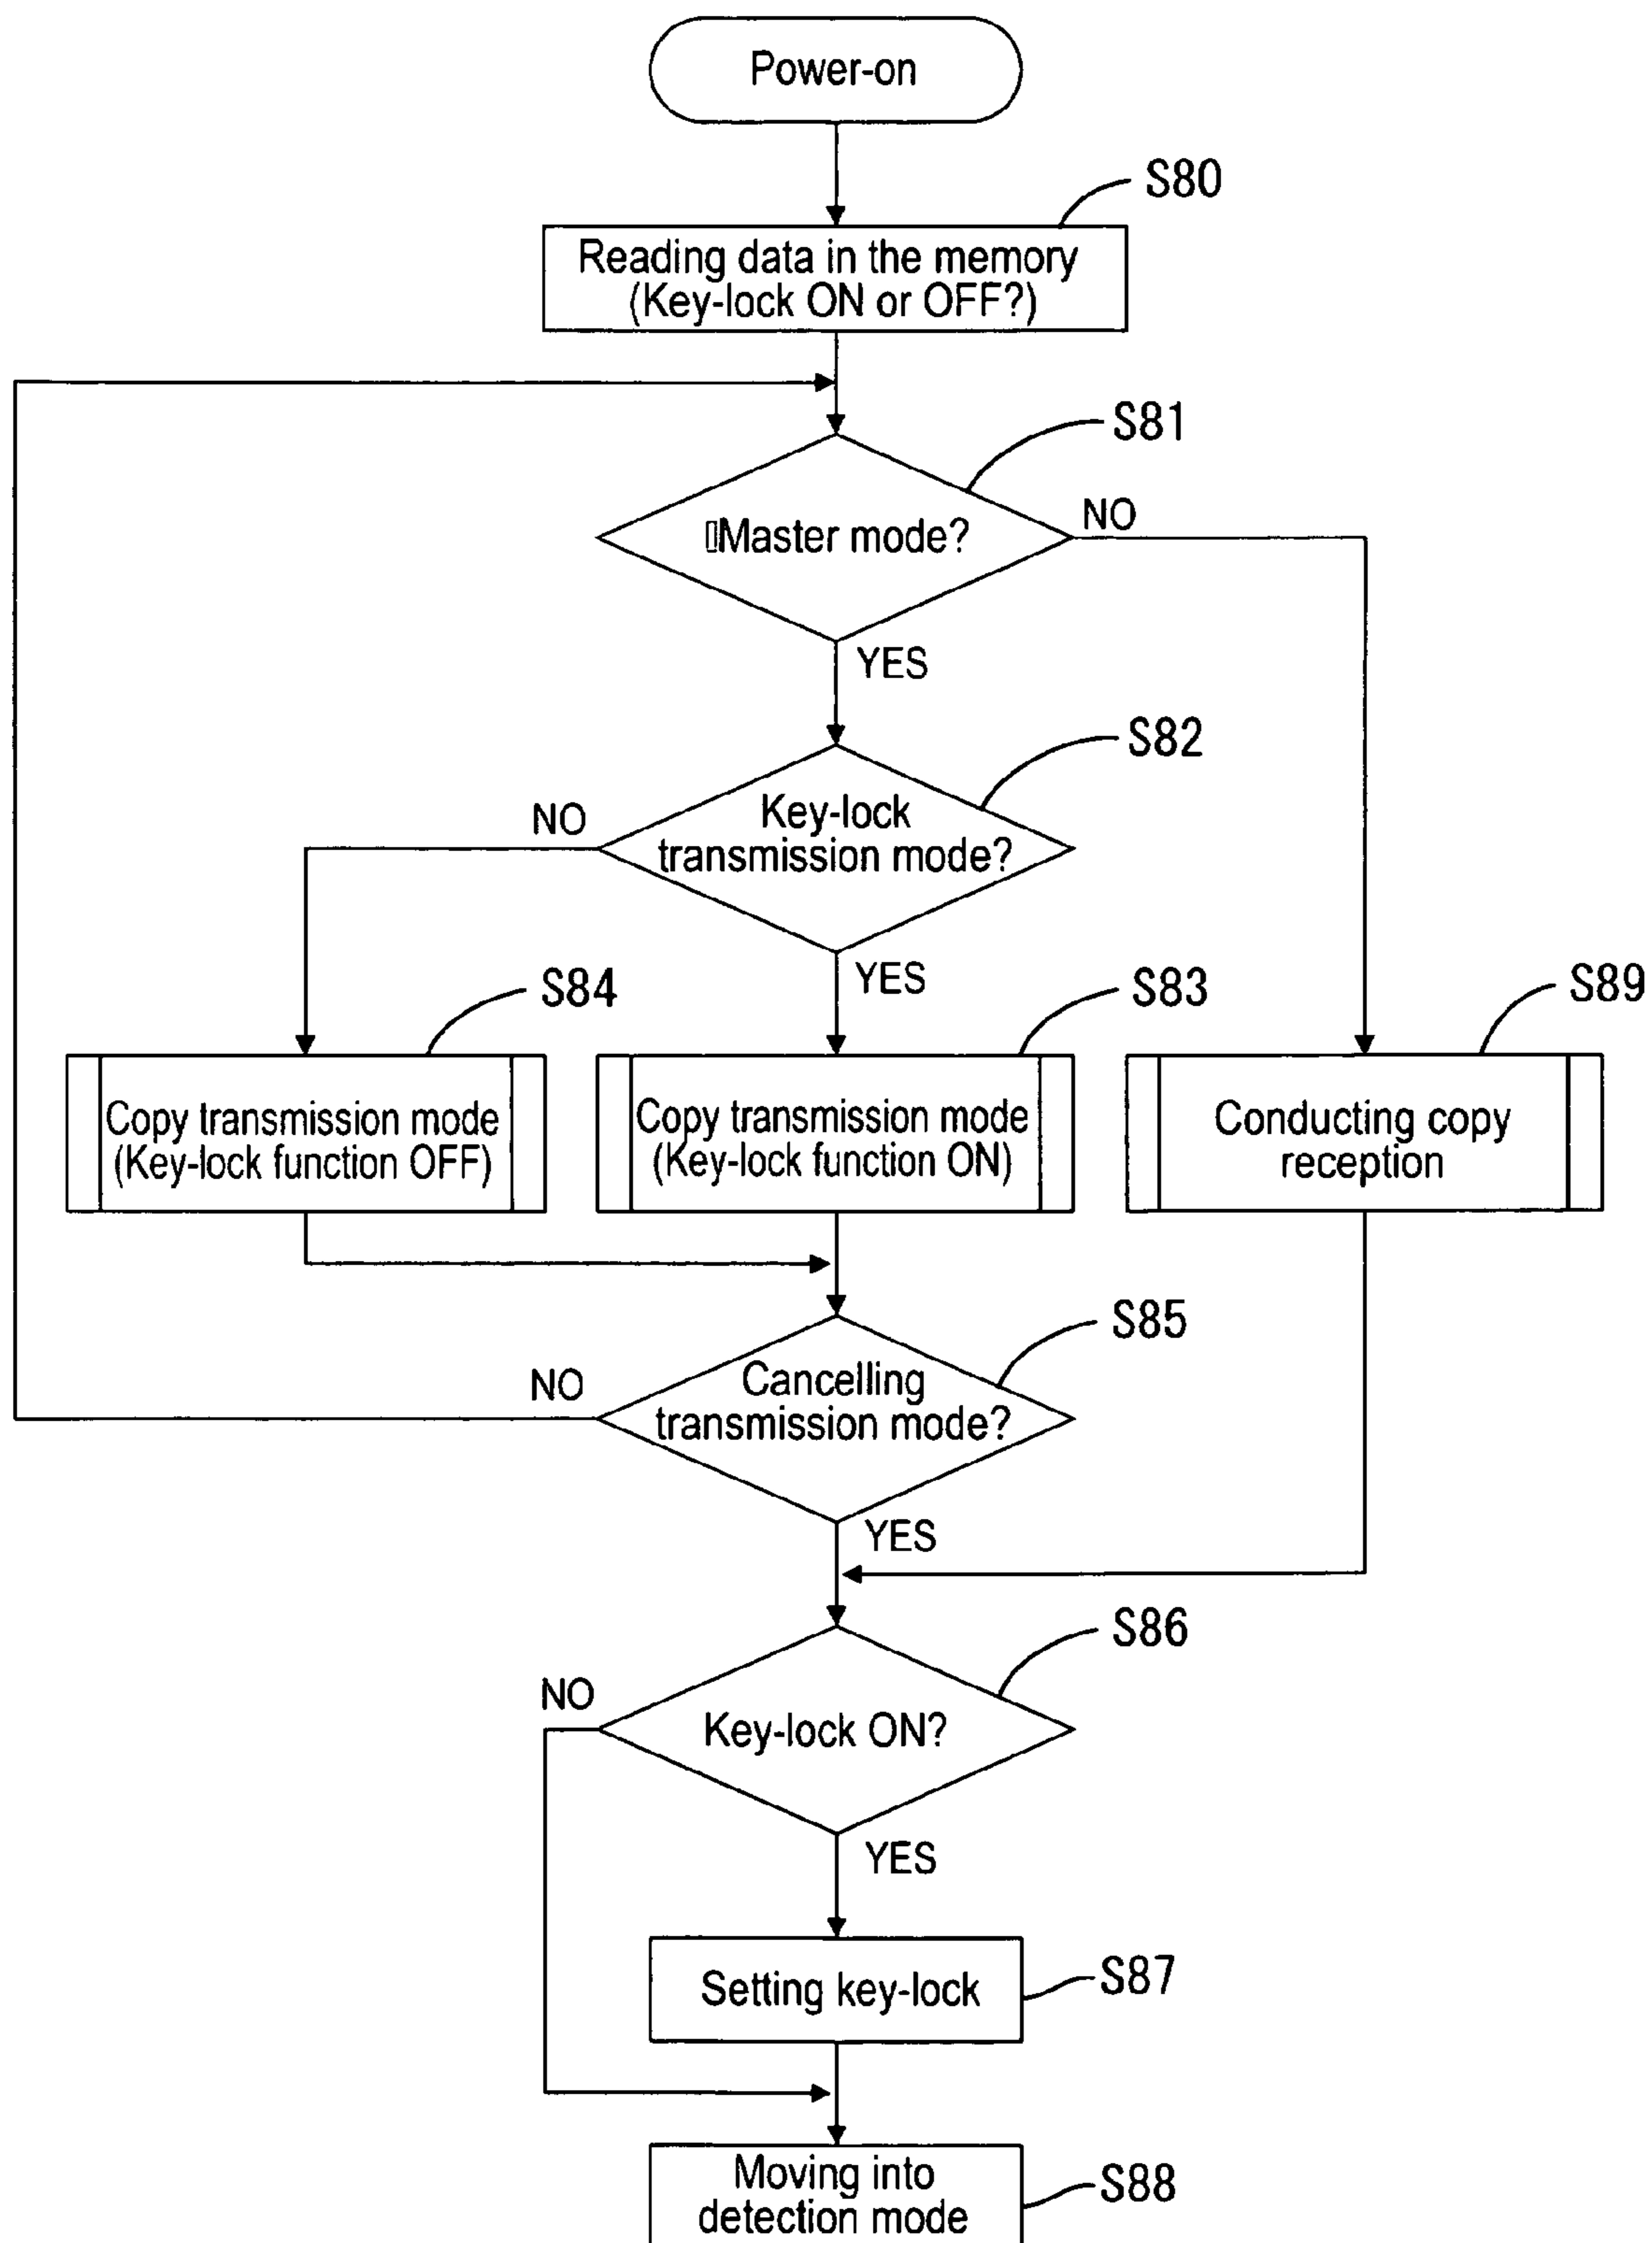 Power-on
S80
Reading data in the memory
(Key-lock ON or OFF?)
S81
▯Master mode?
NO
YES
S82
Key-lock
transmission mode?
NO
YES
S84
S83
S89
Copy transmission mode
(Key-lock function OFF)
Copy transmission mode
(Key-lock function ON)
Conducting copy
reception
S85
Cancelling
transmission mode?
NO
YES
S86
Key-lock ON?
NO
YES
Setting key-lock
S87
Moving into
detection mode
S88